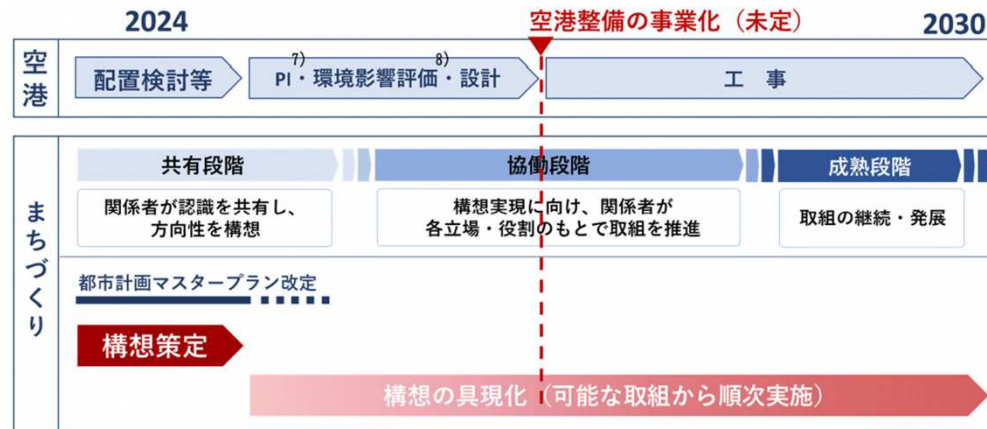 2024
空港整備の事業化（未定）
2030
空港
配置検討等
PI7)・環境影響評価8)・設計
工 事
まちづくり
共有段階
協働段階
成熟段階
関係者が認識を共有し、
方向性を構想
構想実現に向け、関係者が
各立場・役割のもとで取組を推進
取組の継続・発展
都市計画マスタープラン改定
構想策定
構想の具現化（可能な取組から順次実施）